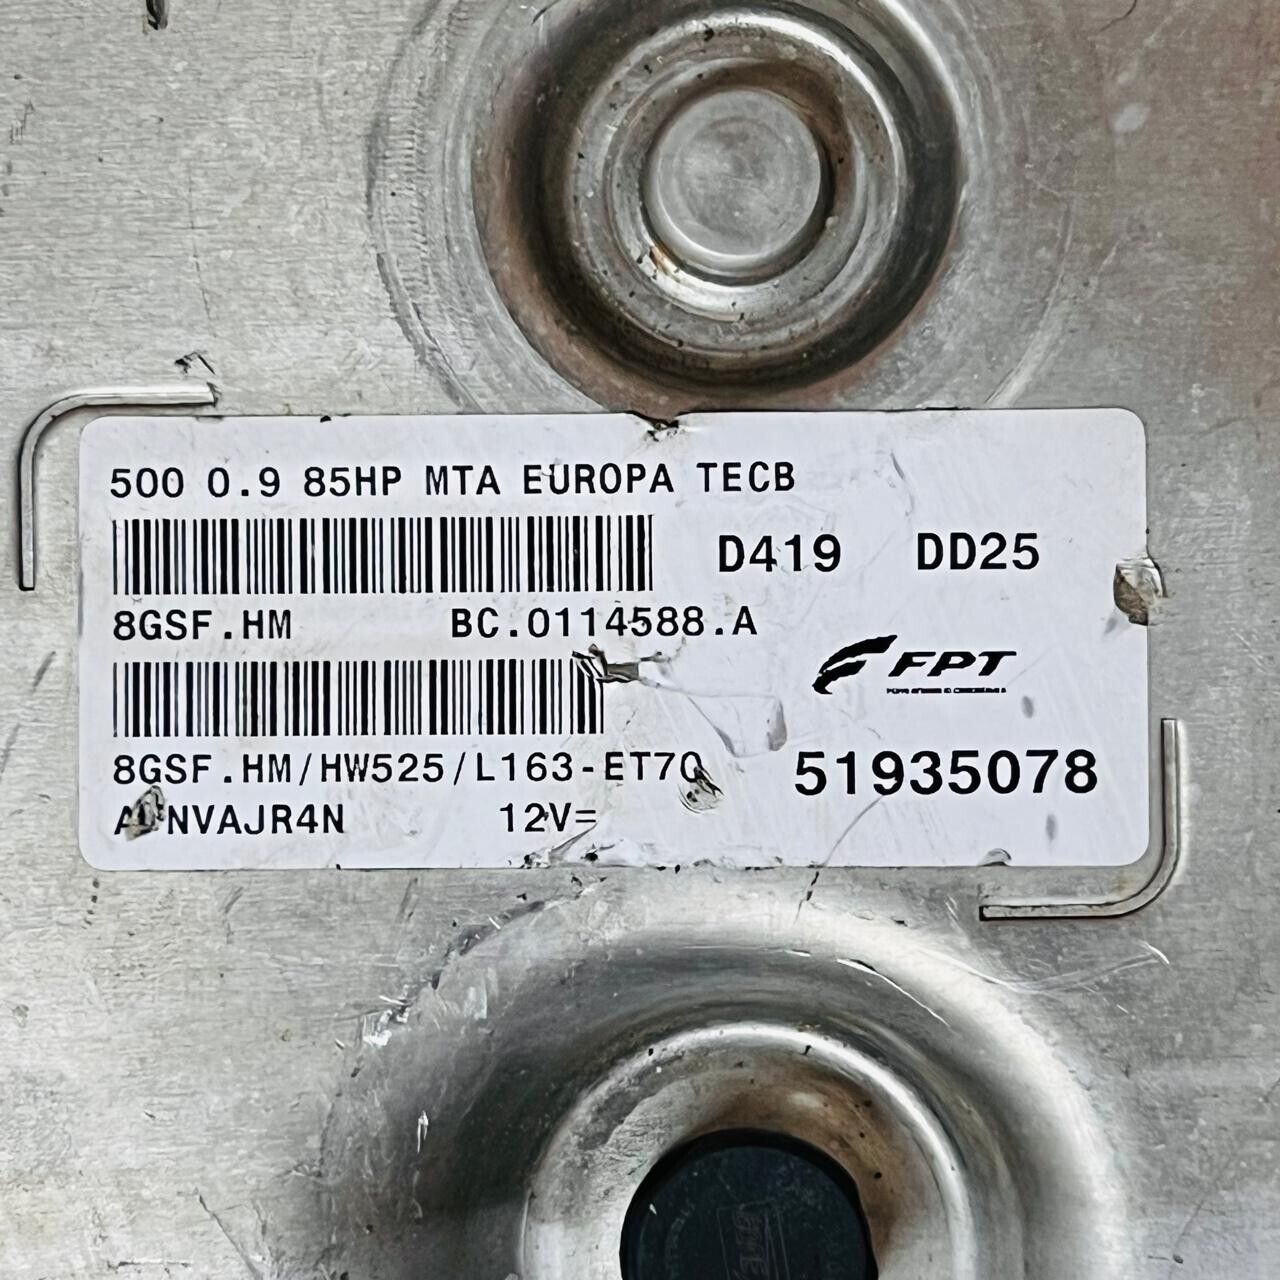 500 0.9 85HP MTA EUROPA TECB
D419 DD25
8GSF.HM BC.0114588.A
FPT
8GSF.HM/HW525/L163-ET70
51935078
12V=